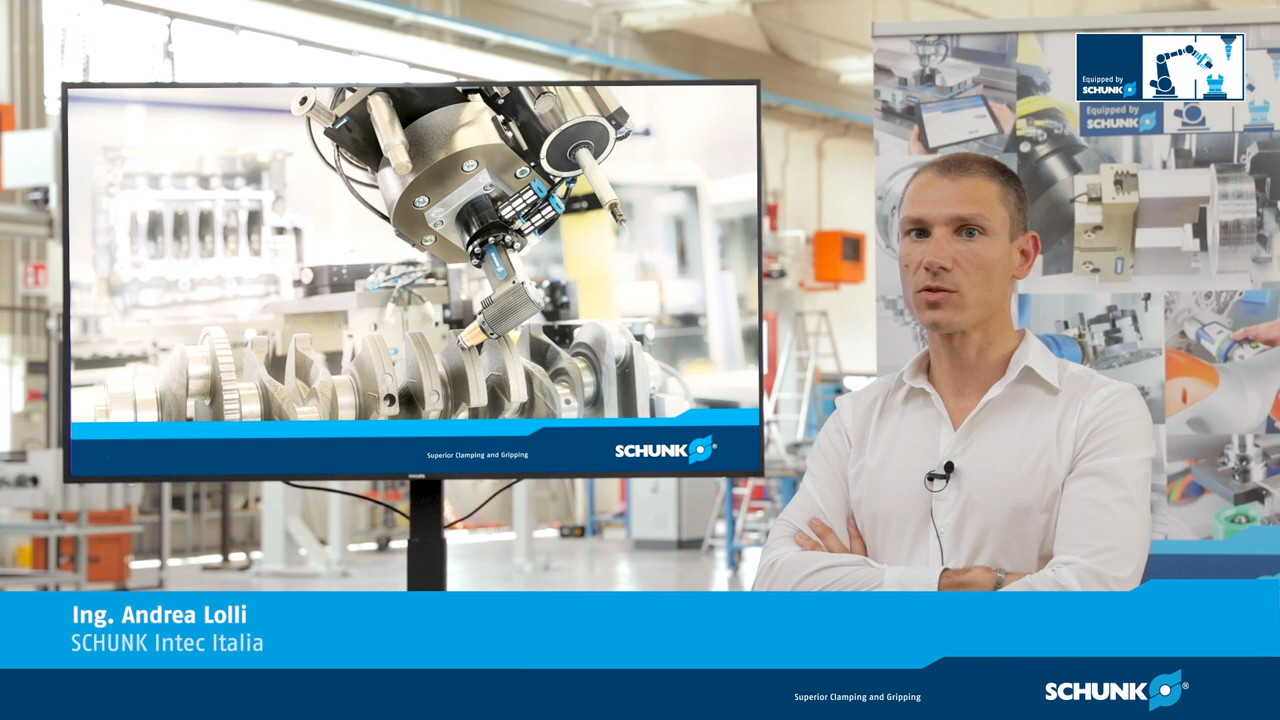 Equipped by
SCHUNK
Equipped by
SCHUNK
Superior Clamping and Gripping
SCHUNK®
Ing. Andrea Lolli
SCHUNK Intec Italia
Superior Clamping and Gripping
SCHUNK®